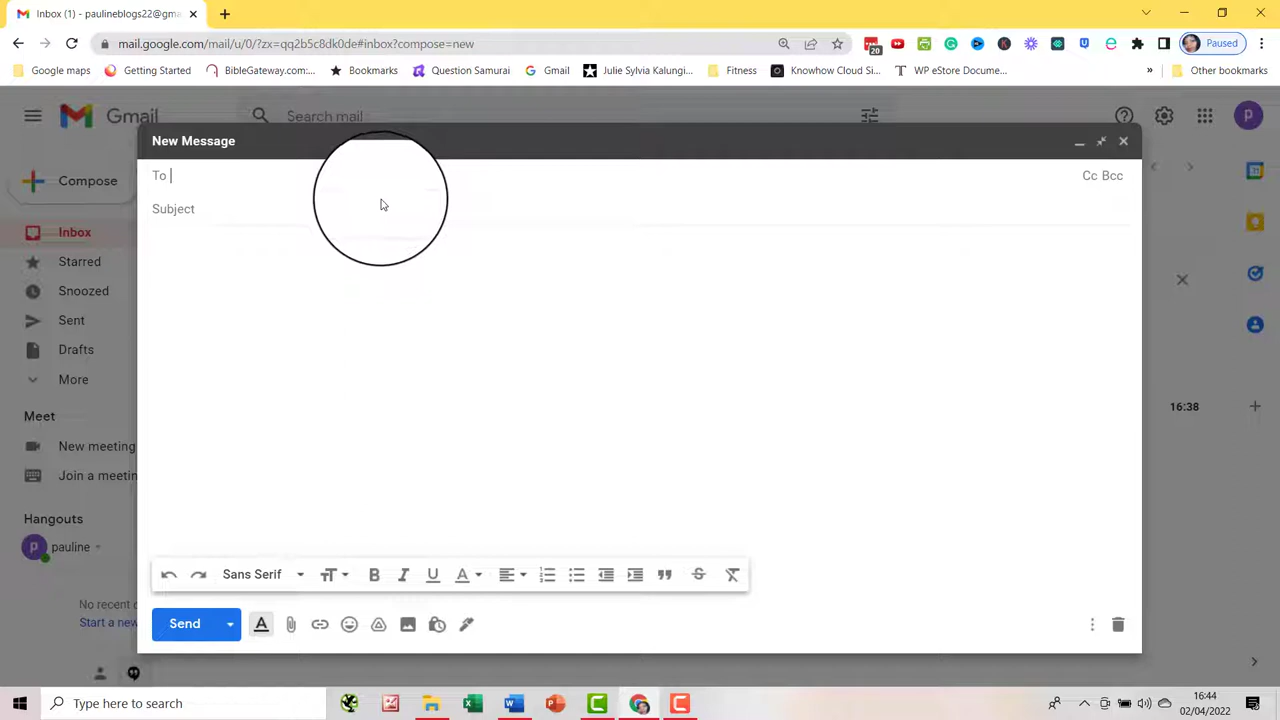 Inbox (1) - paulineblogs22@gma
mail.google.com/mail/u/0/?zx=qq2b5c8jlk0de#inbox?compose=new
20
Paused
Google maps
Getting Started
BibleGateway.com:...
Bookmarks
Question Samurai
Gmail
Julie Sylvia Kalungi...
Fitness
Knowhow Cloud Si...
WP eStore Docume...
»
Other bookmarks
Gmail
Search mail
p
New Message
Compose
To
Cc Bcc
Subject
Inbox
Starred
Snoozed
Sent
Drafts
More
16:38
Meet
New meeting
Join a meetin
Hangouts
p
pauline
Sans Serif
B I U A
No recent c
Start a new
Send
A
Type here to search
16:44
02/04/2022